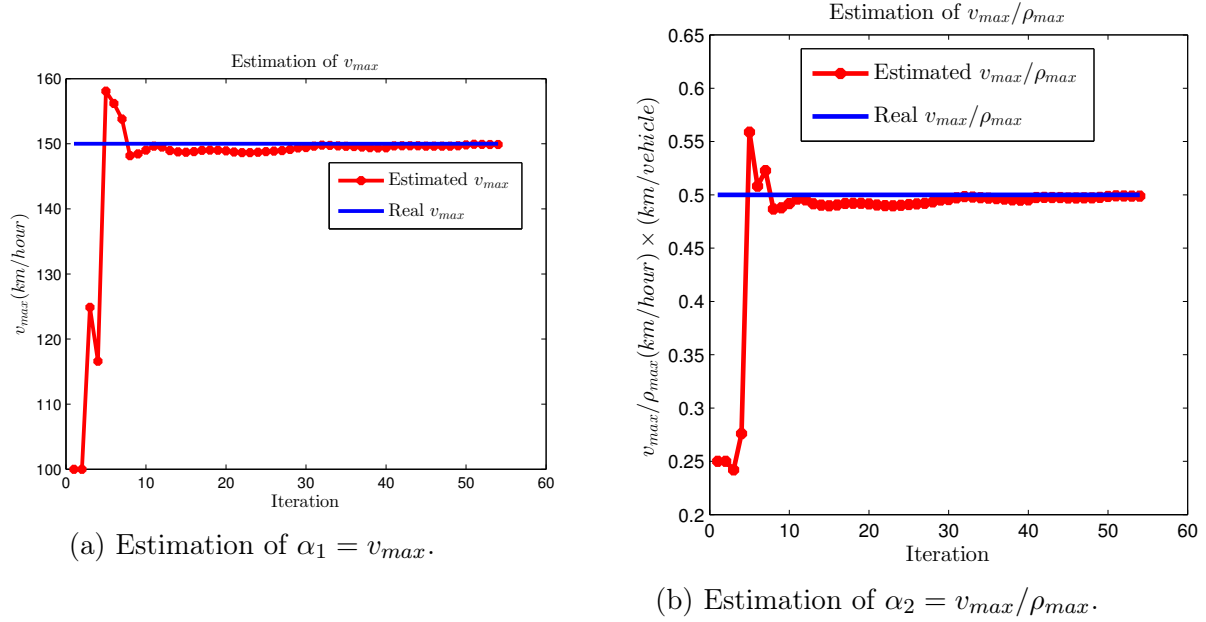 Estimation of v_max
160
150
140
130
120
110
100
0 10 20 30 40 50 60
v_max(km/hour)
Iteration
Estimated v_max
Real v_max
(a) Estimation of α₁ = v_max.
Estimation of v_max/ρ_max
0.65
0.6
0.55
0.5
0.45
0.4
0.35
0.3
0.25
0.2
0 10 20 30 40 50 60
v_max/ρ_max(km/hour) × (km/vehicle)
Iteration
Estimated v_max/ρ_max
Real v_max/ρ_max
(b) Estimation of α₂ = v_max/ρ_max.